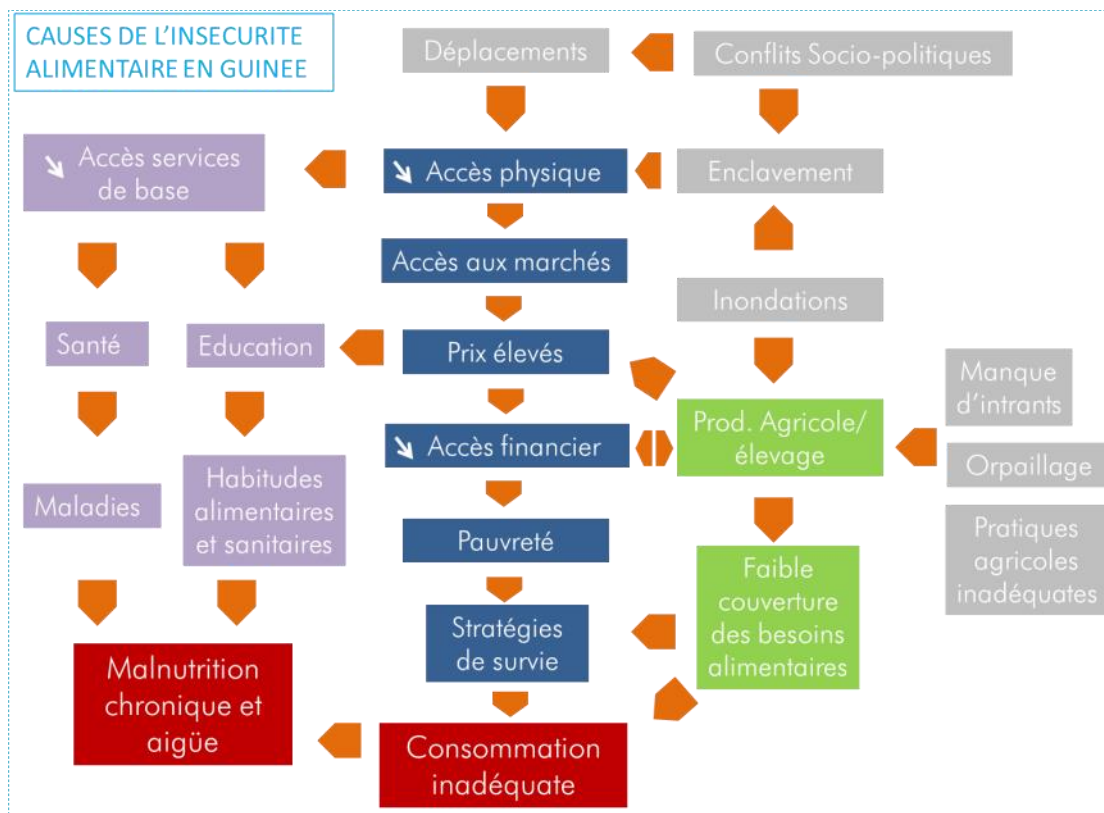 CAUSES DE L'INSECURITE
ALIMENTAIRE EN GUINEE
Déplacements
Conflits Socio-politiques
Accès services
de base
Accès physique
Enclavement
Accès aux marchés
Inondations
Santé
Education
Prix élevés
Manque
d'intrants
Accès financier
Prod. Agricole/
élevage
Orpaillage
Maladies
Habitudes
alimentaires
et sanitaires
Pauvreté
Pratiques
agricoles
inadéquates
Faible
couverture
des besoins
alimentaires
Stratégies
de survie
Malnutrition
chronique et
aigüe
Consommation
inadéquate